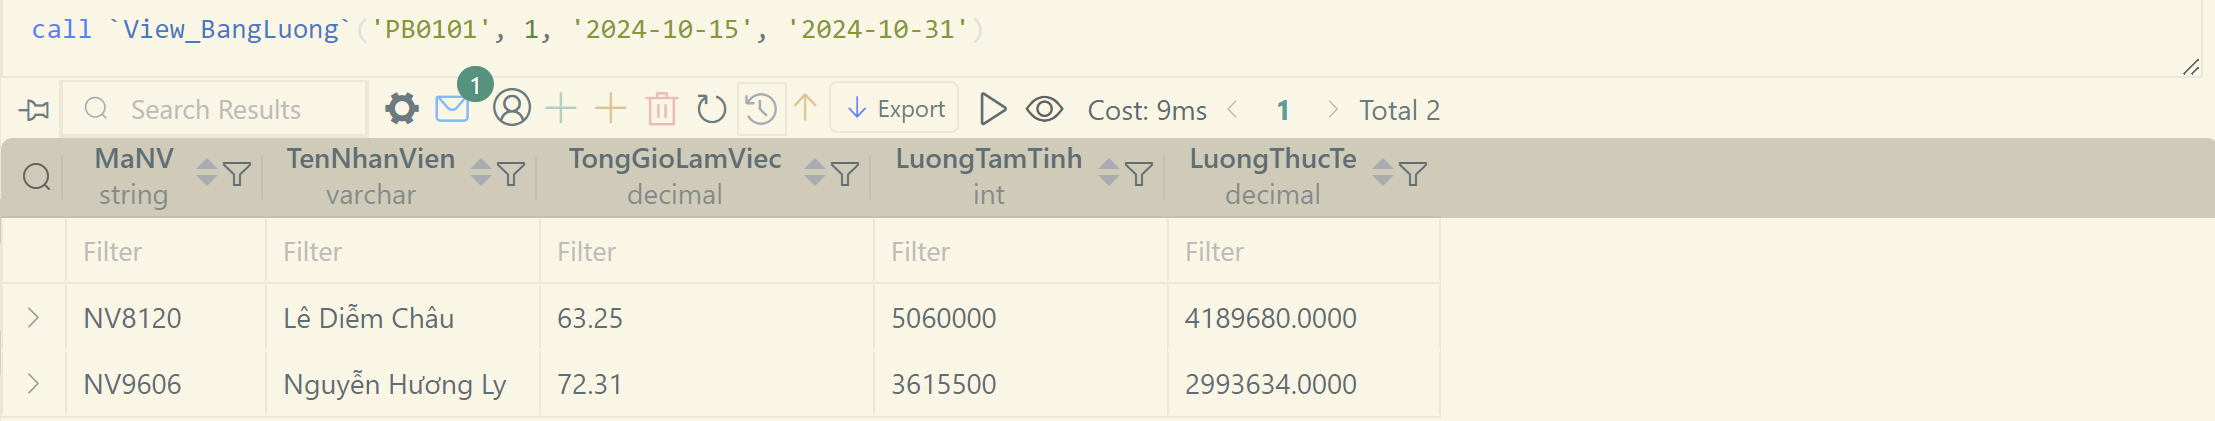 call `View_BangLuong`('PB0101', 1, '2024-10-15', '2024-10-31')
Search Results 1 Export Cost: 9ms 1 Total 2
MaNV TenNhanVien TongGioLamViec LuongTamTinh LuongThucTe
string varchar decimal int decimal
Filter Filter Filter Filter Filter
NV8120 Lê Diễm Châu 63.25 5060000 4189680.0000
NV9606 Nguyễn Hương Ly 72.31 3615500 2993634.0000